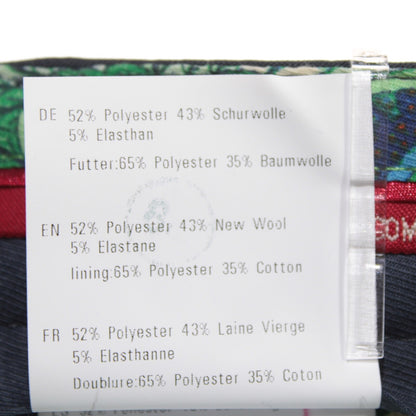 DE 52% Polyester 43% Schurwolle
5% Elasthan
Futter:65% Polyester 35% Baumwolle
EN 52% Polyester 43% New Wool
5% Elastane
lining:65% Polyester 35% Cotton
FR 52% Polyester 43% Laine Vierge
5% Elasthanne
Doublure:65% Polyester 35% Coton